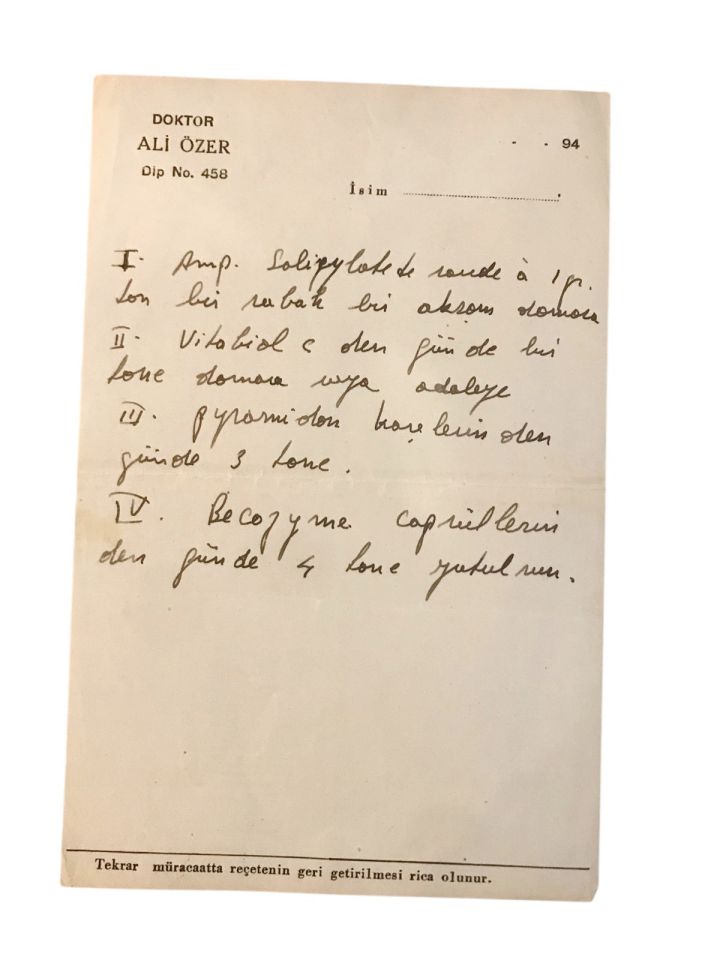 DOKTOR
ALİ ÖZER
Dip No. 458
- - 94
İsim ..............................
I. Amp. Salicylate de soude à 1 gr.
dan bir sabah bir akşam damara
II. Vitabiol C den günde bir
tane damara veya adaleye
III. Pyramidon kaşelerinden
günde 3 tane.
IV. Becozyme capsüllerin
den günde 4 tane yutulsun.
Tekrar müracaatta reçetenin geri getirilmesi rica olunur.